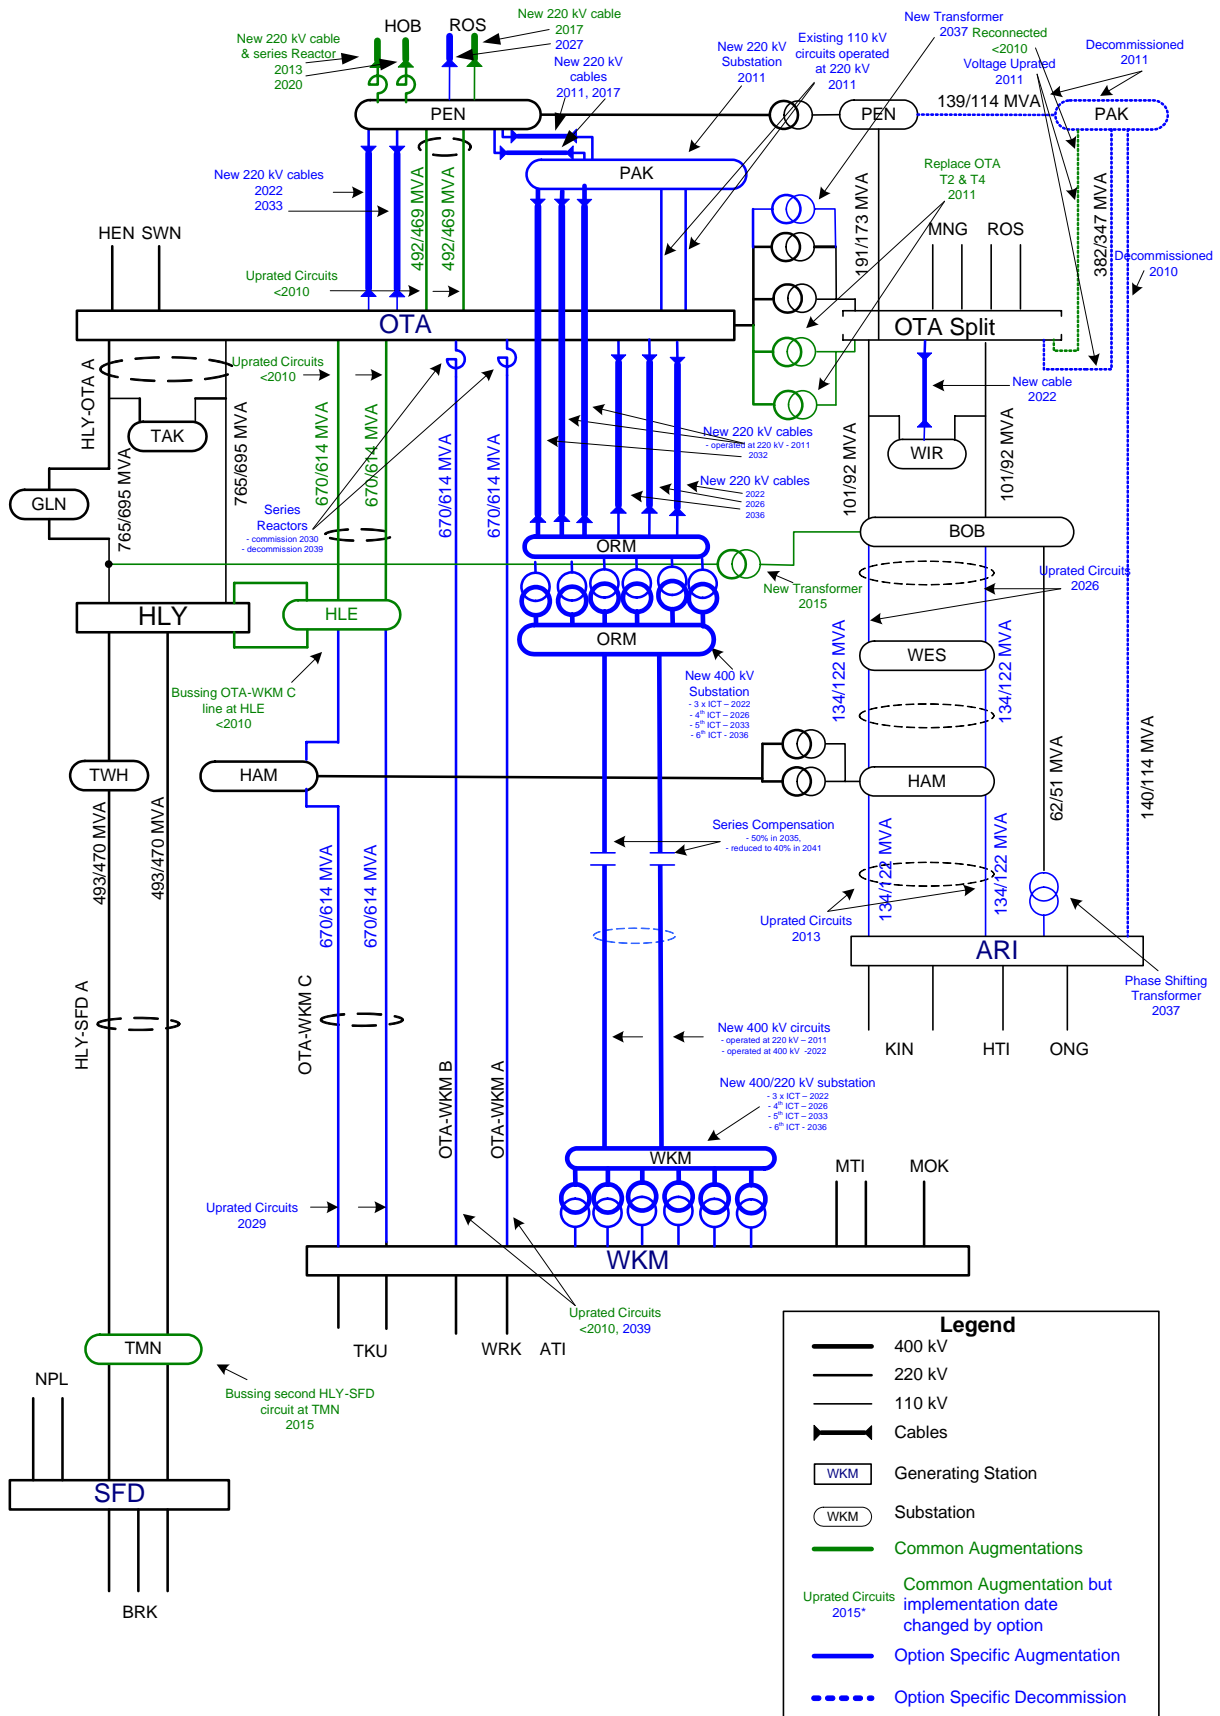 New 220 kV cable
& series Reactor
2013
2020
HOB
ROS
New 220 kV cable
2017
2027
New 220 kV
cables
2011, 2017
New 220 kV
Substation
2011
Existing 110 kV
circuits operated
at 220 kV
2011
New Transformer
2037
Reconnected
<2010
Voltage Uprated
2011
Decommissioned
2011
PEN
PEN
139/114 MVA
PAK
PAK
New 220 kV cables
2022
2033
492/469 MVA
492/469 MVA
Replace OTA
T2 & T4
2011
191/173 MVA
382/347 MVA
HEN SWN
MNG
ROS
Decommissioned
2010
Uprated Circuits
<2010
OTA
OTA Split
HLY-OTA A
Uprated Circuits
<2010
TAK
New cable
2022
New 220 kV cables
- operated at 220 kV - 2011
2032
WIR
765/695 MVA
765/695 MVA
670/614 MVA
670/614 MVA
670/614 MVA
670/614 MVA
101/92 MVA
101/92 MVA
GLN
Series
Reactors
- commission 2030
- decommission 2039
New 220 kV cables
2022
2026
2036
ORM
BOB
New Transformer
2015
Uprated Circuits
2026
HLY
HLE
ORM
WES
134/122 MVA
134/122 MVA
Bussing OTA-WKM C
line at HLE
<2010
New 400 kV
Substation
- 3 x ICT – 2022
- 4th ICT – 2026
- 5th ICT – 2033
- 6th ICT - 2036
TWH
HAM
HAM
62/51 MVA
140/114 MVA
493/470 MVA
493/470 MVA
670/614 MVA
670/614 MVA
Series Compensation
- 50% in 2035,
- reduced to 40% in 2041
134/122 MVA
134/122 MVA
Uprated Circuits
2013
ARI
HLY-SFD A
OTA-WKM C
OTA-WKM B
OTA-WKM A
New 400 kV circuits
- operated at 220 kV – 2011
- operated at 400 kV -2022
Phase Shifting
Transformer
2037
KIN
HTI
ONG
New 400/220 kV substation
- 3 x ICT – 2022
- 4th ICT – 2026
- 5th ICT – 2033
- 6th ICT - 2036
WKM
MTI
MOK
Uprated Circuits
2029
WKM
Uprated Circuits
<2010, 2039
TKU
WRK
ATI
TMN
NPL
Bussing second HLY-SFD
circuit at TMN
2015
SFD
BRK
Legend
400 kV
220 kV
110 kV
Cables
WKM
Generating Station
WKM
Substation
Common Augmentations
Uprated Circuits
2015*
Common Augmentation but
implementation date
changed by option
Option Specific Augmentation
Option Specific Decommission